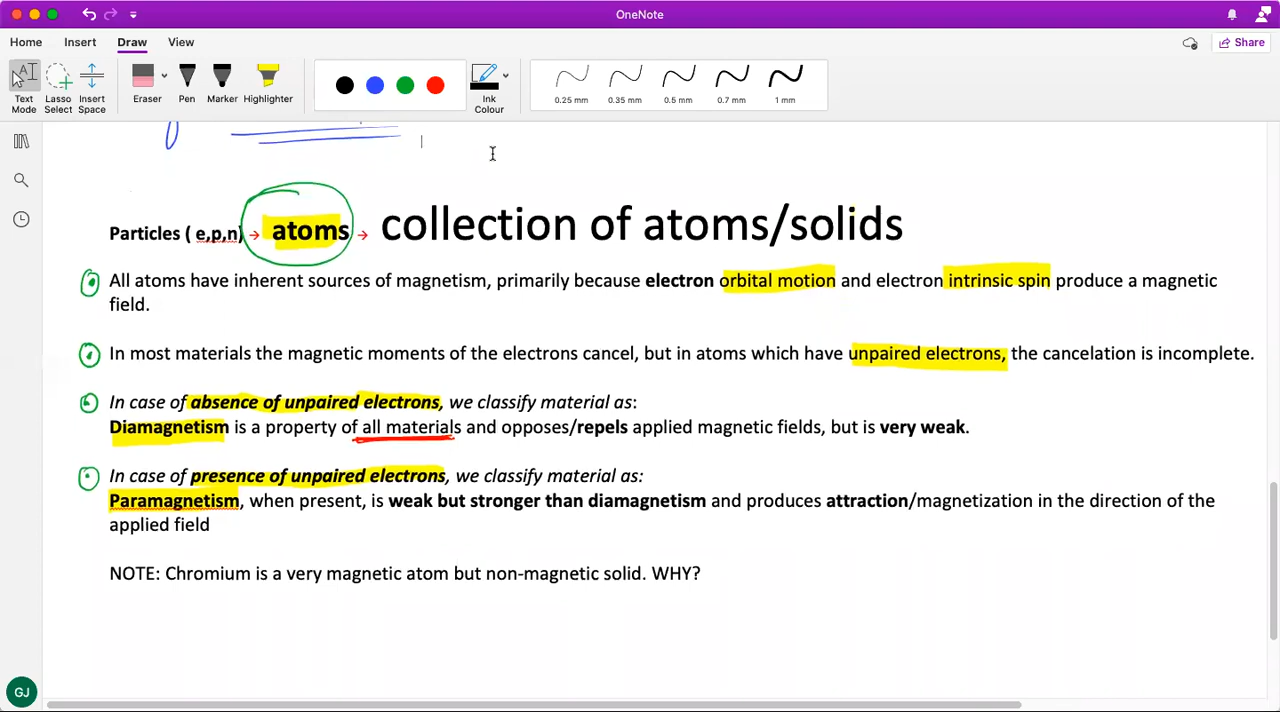 OneNote
Home Insert Draw View
Share
Text Mode
Lasso Select
Insert Space
Eraser
Pen
Marker
Highlighter
Ink Colour
0.25 mm
0.35 mm
0.5 mm
0.7 mm
1 mm
Particles ( e,p,n) → atoms → collection of atoms/solids
All atoms have inherent sources of magnetism, primarily because electron orbital motion and electron intrinsic spin produce a magnetic
field.
In most materials the magnetic moments of the electrons cancel, but in atoms which have unpaired electrons, the cancelation is incomplete.
In case of absence of unpaired electrons, we classify material as:
Diamagnetism is a property of all materials and opposes/repels applied magnetic fields, but is very weak.
In case of presence of unpaired electrons, we classify material as:
Paramagnetism, when present, is weak but stronger than diamagnetism and produces attraction/magnetization in the direction of the
applied field
NOTE: Chromium is a very magnetic atom but non-magnetic solid. WHY?
GJ